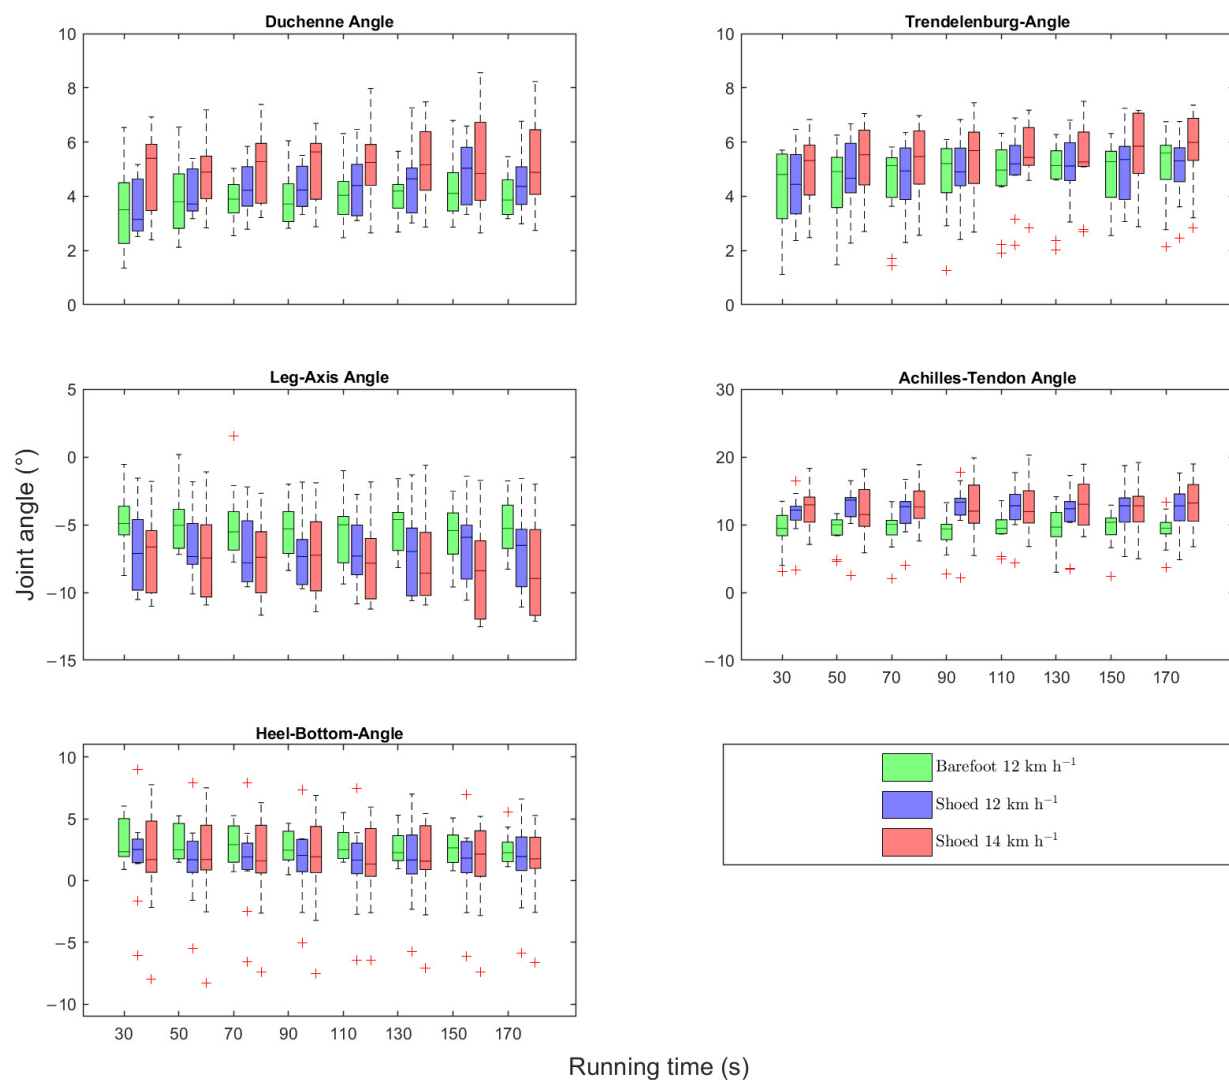 Duchenne Angle
10
8
6
4
2
0
Trendelenburg-Angle
10
8
6
4
2
0
Joint angle (°)
Leg-Axis Angle
5
0
−5
−10
−15
Achilles-Tendon Angle
30
20
10
0
−10
30 50 70 90 110 130 150 170
Heel-Bottom-Angle
10
5
0
−5
−10
30 50 70 90 110 130 150 170
Barefoot 12 km h⁻¹
Shoed 12 km h⁻¹
Shoed 14 km h⁻¹
Running time (s)